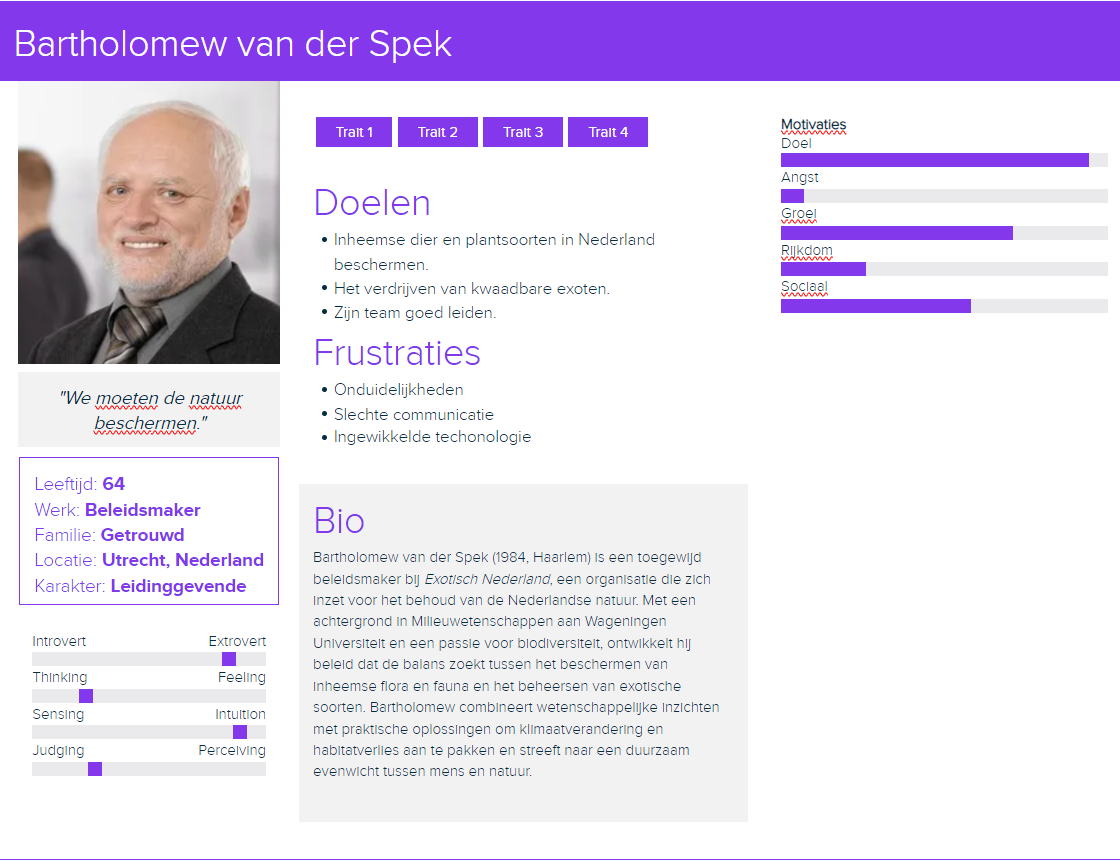 Bartholomew van der Spek
Trait 1
Trait 2
Trait 3
Trait 4
Doelen
• Inheemse dier en plantsoorten in Nederland
beschermen.
• Het verdrijven van kwaadbare exoten.
• Zijn team goed leiden.
Frustraties
• Onduidelijkheden
• Slechte communicatie
• Ingewikkelde techonologie
Motivaties
Doel
Angst
Groei
Rijkdom
Sociaal
"We moeten de natuur
beschermen."
Leeftijd: 64
Werk: Beleidsmaker
Familie: Getrouwd
Locatie: Utrecht, Nederland
Karakter: Leidinggevende
Introvert Extrovert
Thinking Feeling
Sensing Intuition
Judging Perceiving
Bio
Bartholomew van der Spek (1984, Haarlem) is een toegewijd
beleidsmaker bij Exotisch Nederland, een organisatie die zich
inzet voor het behoud van de Nederlandse natuur. Met een
achtergrond in Milieuwetenschappen aan Wageningen
Universiteit en een passie voor biodiversiteit, ontwikkelt hij
beleid dat de balans zoekt tussen het beschermen van
inheemse flora en fauna en het beheersen van exotische
soorten. Bartholomew combineert wetenschappelijke inzichten
met praktische oplossingen om klimaatverandering en
habitatverlies aan te pakken en streeft naar een duurzaam
evenwicht tussen mens en natuur.